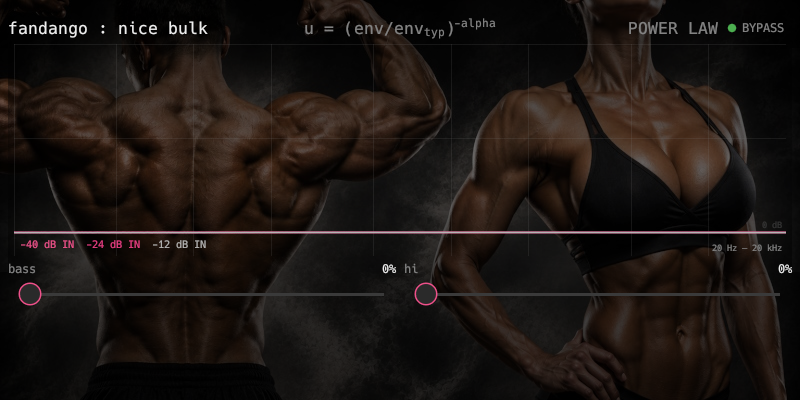 fandango : nice bulk
u = (env/env_typ)^-alpha
POWER LAW
BYPASS
0 dB
-40 dB IN -24 dB IN -12 dB IN
20 Hz — 20 kHz
bass 0%
hi 0%